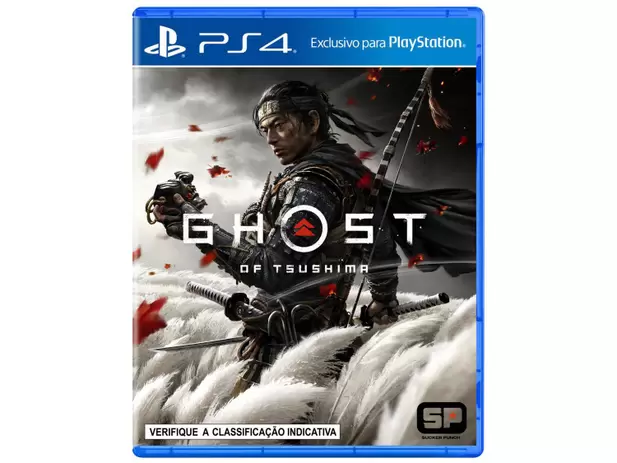 PS4
Exclusivo para PlayStation®
GHOST
OF TSUSHIMA
VERIFIQUE A CLASSIFICAÇÃO INDICATIVA
SP
SUCKER PUNCH